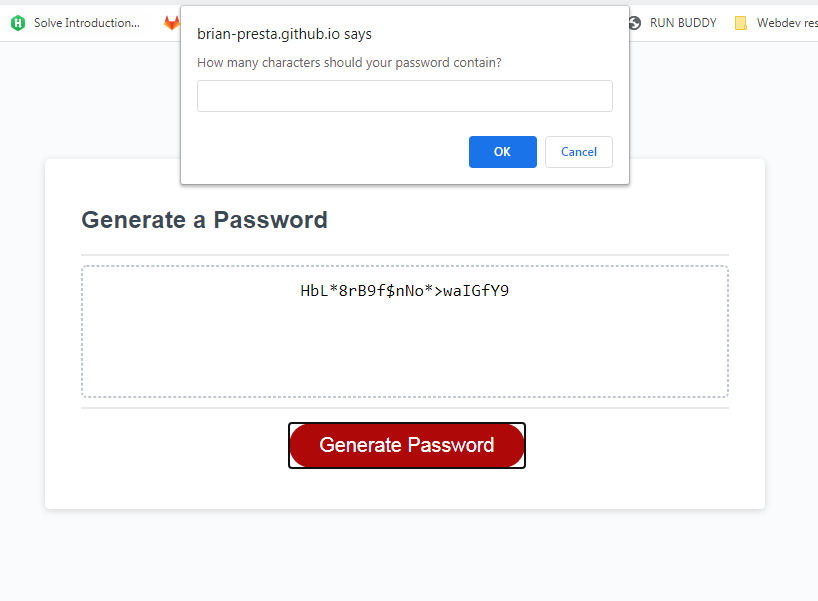 Solve Introduction...
RUN BUDDY
Webdev res
brian-presta.github.io says
How many characters should your password contain?
OK
Cancel
Generate a Password
HbL*8rB9f$nNo*>waIGfY9
Generate Password